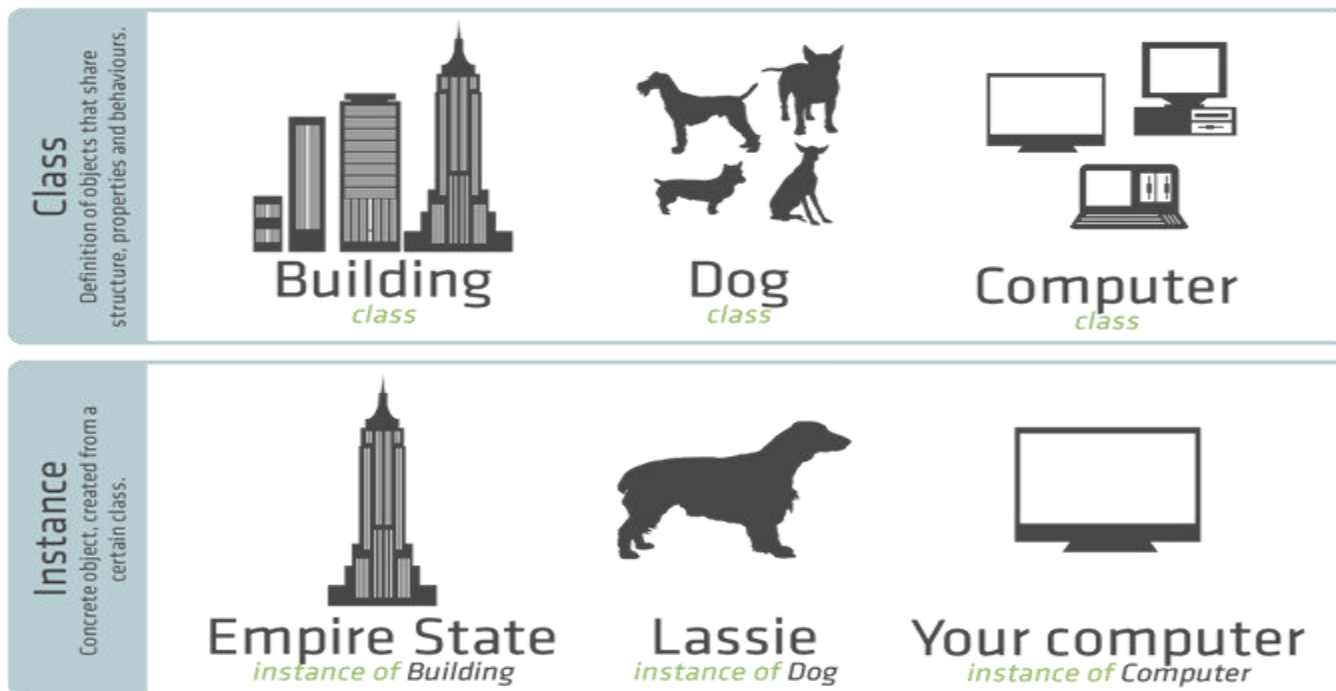 Class
Definition of objects that share
structure, properties and behaviours.
Building
class
Dog
class
Computer
class
Instance
Concrete object, created from a
certain class.
Empire State
instance of Building
Lassie
instance of Dog
Your computer
instance of Computer